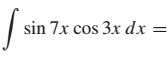 ∫ sin 7x cos 3x dx =